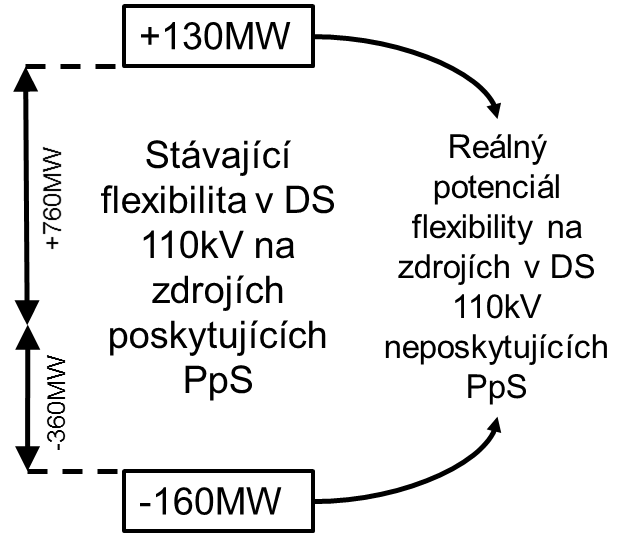 +130MW
+760MW
Stávající
flexibilita v DS
110kV na
zdrojích
poskytujících
PpS
Reálný
potenciál
flexibility na
zdrojích v DS
110kV
neposkytujících
PpS
-360MW
-160MW